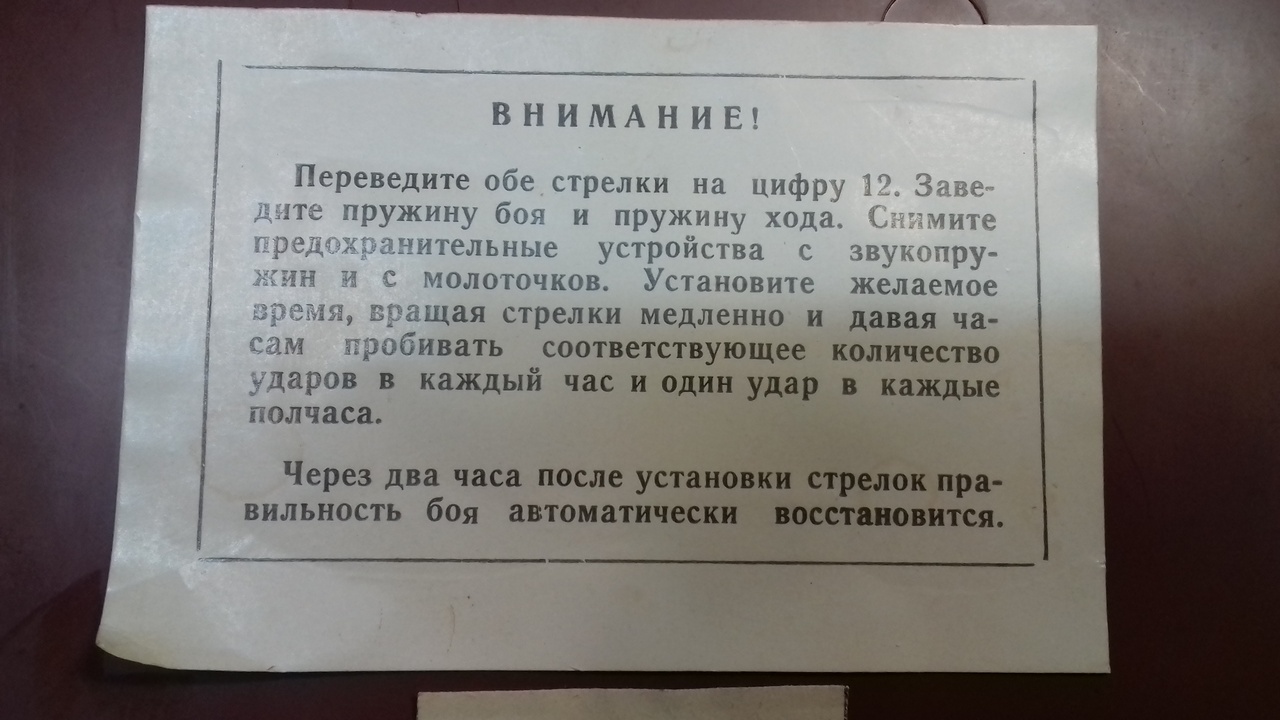 ВНИМАНИЕ!
Переведите обе стрелки на цифру 12. Заве-
дите пружину боя и пружину хода. Снимите
предохранительные устройства с звукопру-
жин и с молоточков. Установите желаемое
время, вращая стрелки медленно и давая ча-
сам пробивать соответствующее количество
ударов в каждый час и один удар в каждые
полчаса.
Через два часа после установки стрелок пра-
вильность боя автоматически восстановится.